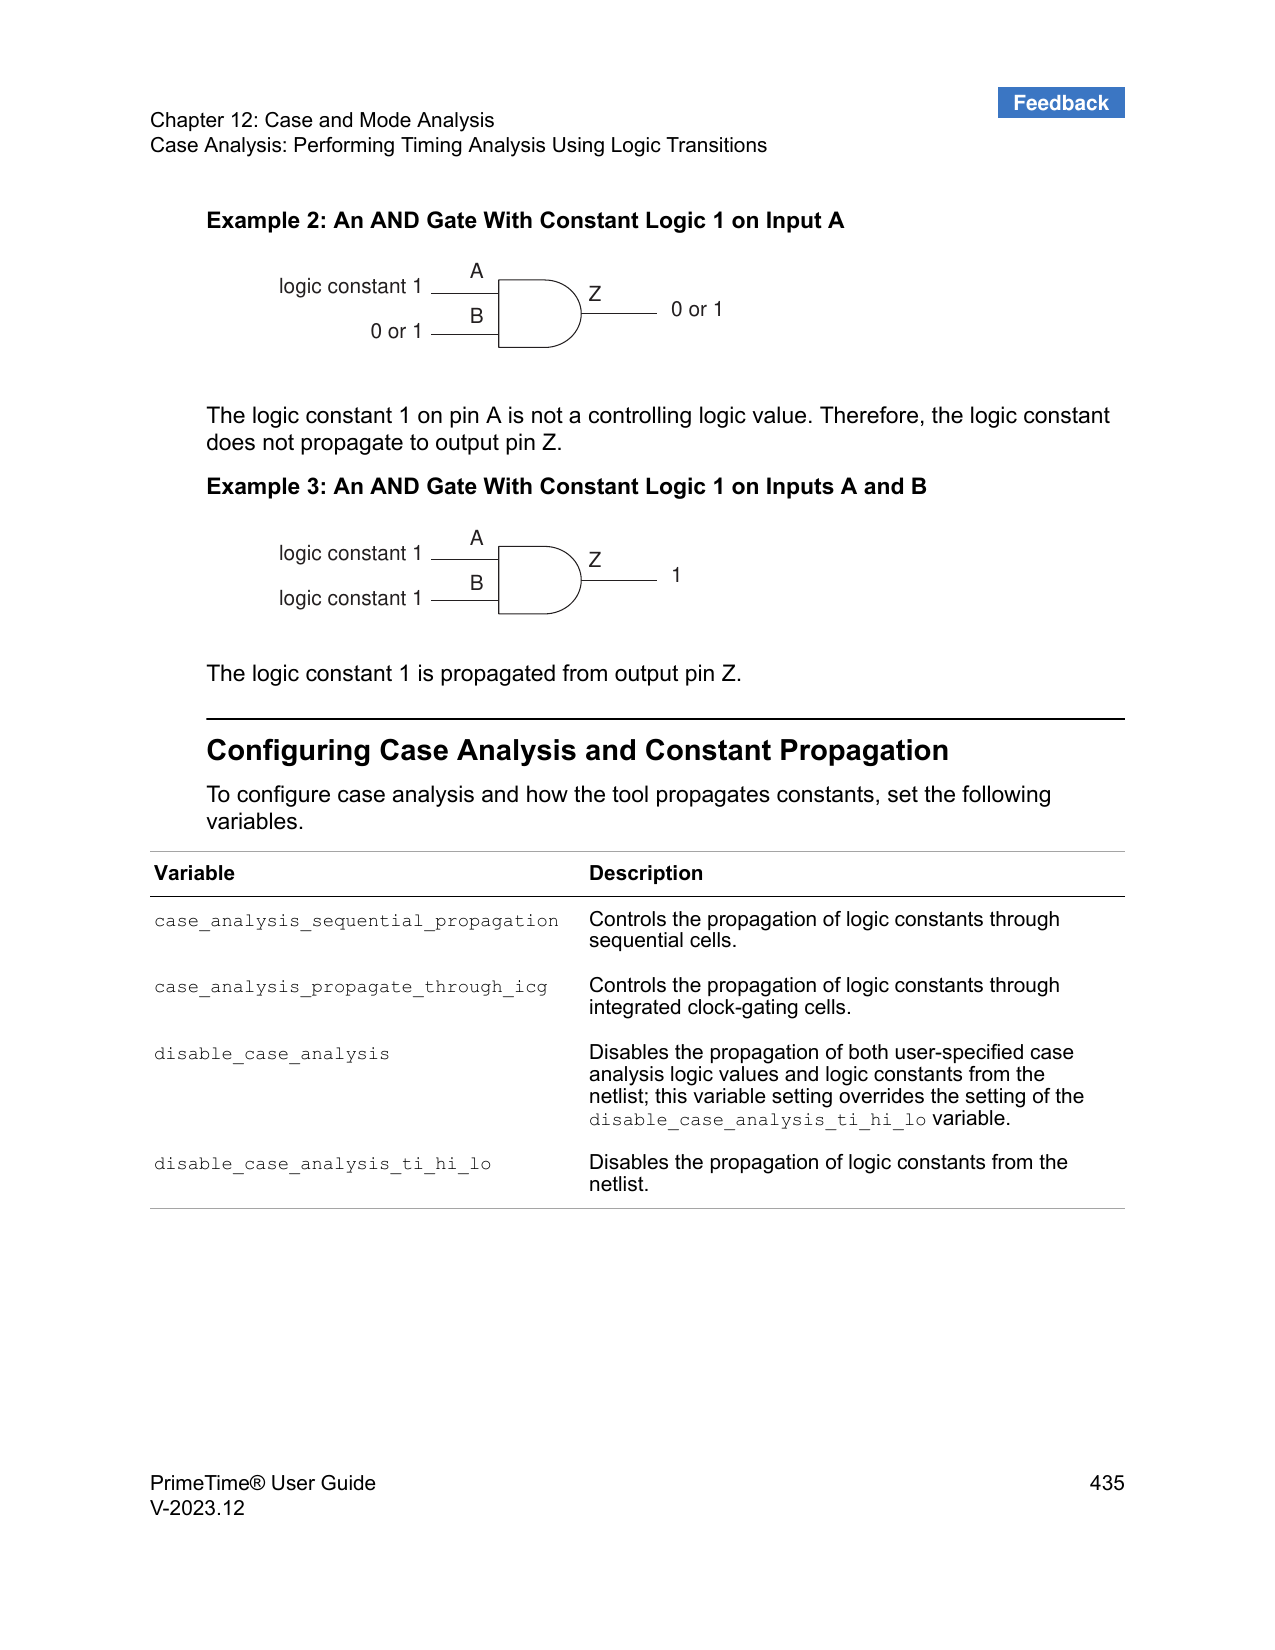 Feedback
Chapter 12: Case and Mode Analysis
Case Analysis: Performing Timing Analysis Using Logic Transitions
Example 2: An AND Gate With Constant Logic 1 on Input A
A
logic constant 1
Z
0 or 1
B
0 or 1
The logic constant 1 on pin A is not a controlling logic value. Therefore, the logic constant
does not propagate to output pin Z.
Example 3: An AND Gate With Constant Logic 1 on Inputs A and B
A
logic constant 1
Z
1
B
logic constant 1
The logic constant 1 is propagated from output pin Z.
Configuring Case Analysis and Constant Propagation
To configure case analysis and how the tool propagates constants, set the following
variables.
Variable Description
case_analysis_sequential_propagation Controls the propagation of logic constants through
sequential cells.
case_analysis_propagate_through_icg Controls the propagation of logic constants through
integrated clock-gating cells.
disable_case_analysis Disables the propagation of both user-specified case
analysis logic values and logic constants from the
netlist; this variable setting overrides the setting of the
disable_case_analysis_ti_hi_lo variable.
disable_case_analysis_ti_hi_lo Disables the propagation of logic constants from the
netlist.
PrimeTime® User Guide 435
V-2023.12